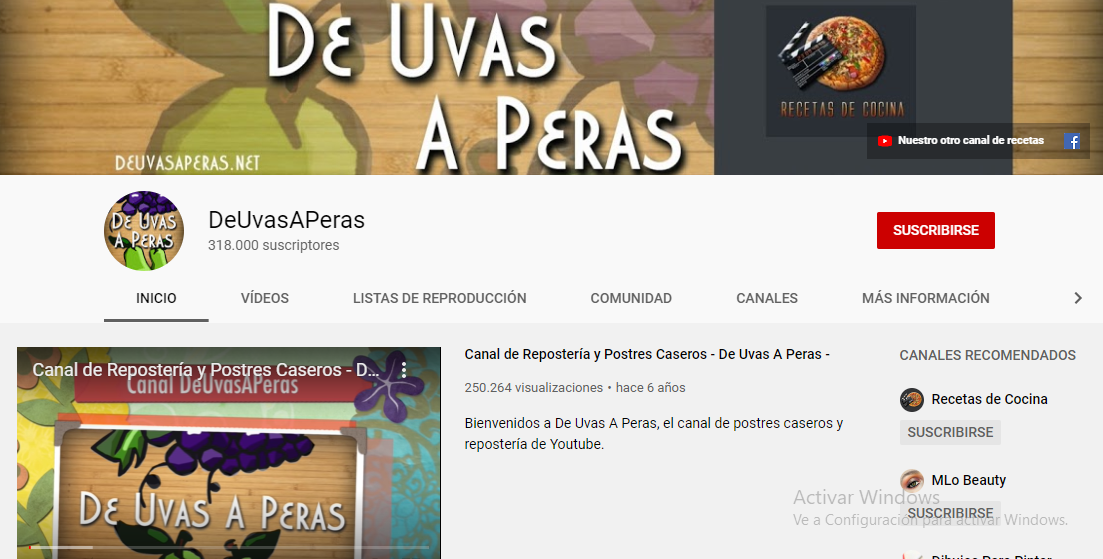 DE UVAS
A PERAS
DEUVASAPERAS.NET
RECETAS DE COCINA
Nuestro otro canal de recetas
DE UVAS
A PERAS
DeUvasAPeras
318.000 suscriptores
SUSCRIBIRSE
INICIO VÍDEOS LISTAS DE REPRODUCCIÓN COMUNIDAD CANALES MÁS INFORMACIÓN
Canal de Repostería y Postres Caseros - D...
Canal DeUvasAPeras
DE UVAS A PERAS
Canal de Repostería y Postres Caseros - De Uvas A Peras -
250.264 visualizaciones • hace 6 años
Bienvenidos a De Uvas A Peras, el canal de postres caseros y
repostería de Youtube.
CANALES RECOMENDADOS
Recetas de Cocina
SUSCRIBIRSE
MLo Beauty
SUSCRIBIRSE
Activar Windows
Ve a Configuración para activar Windows.
Dibujos Para Pintar